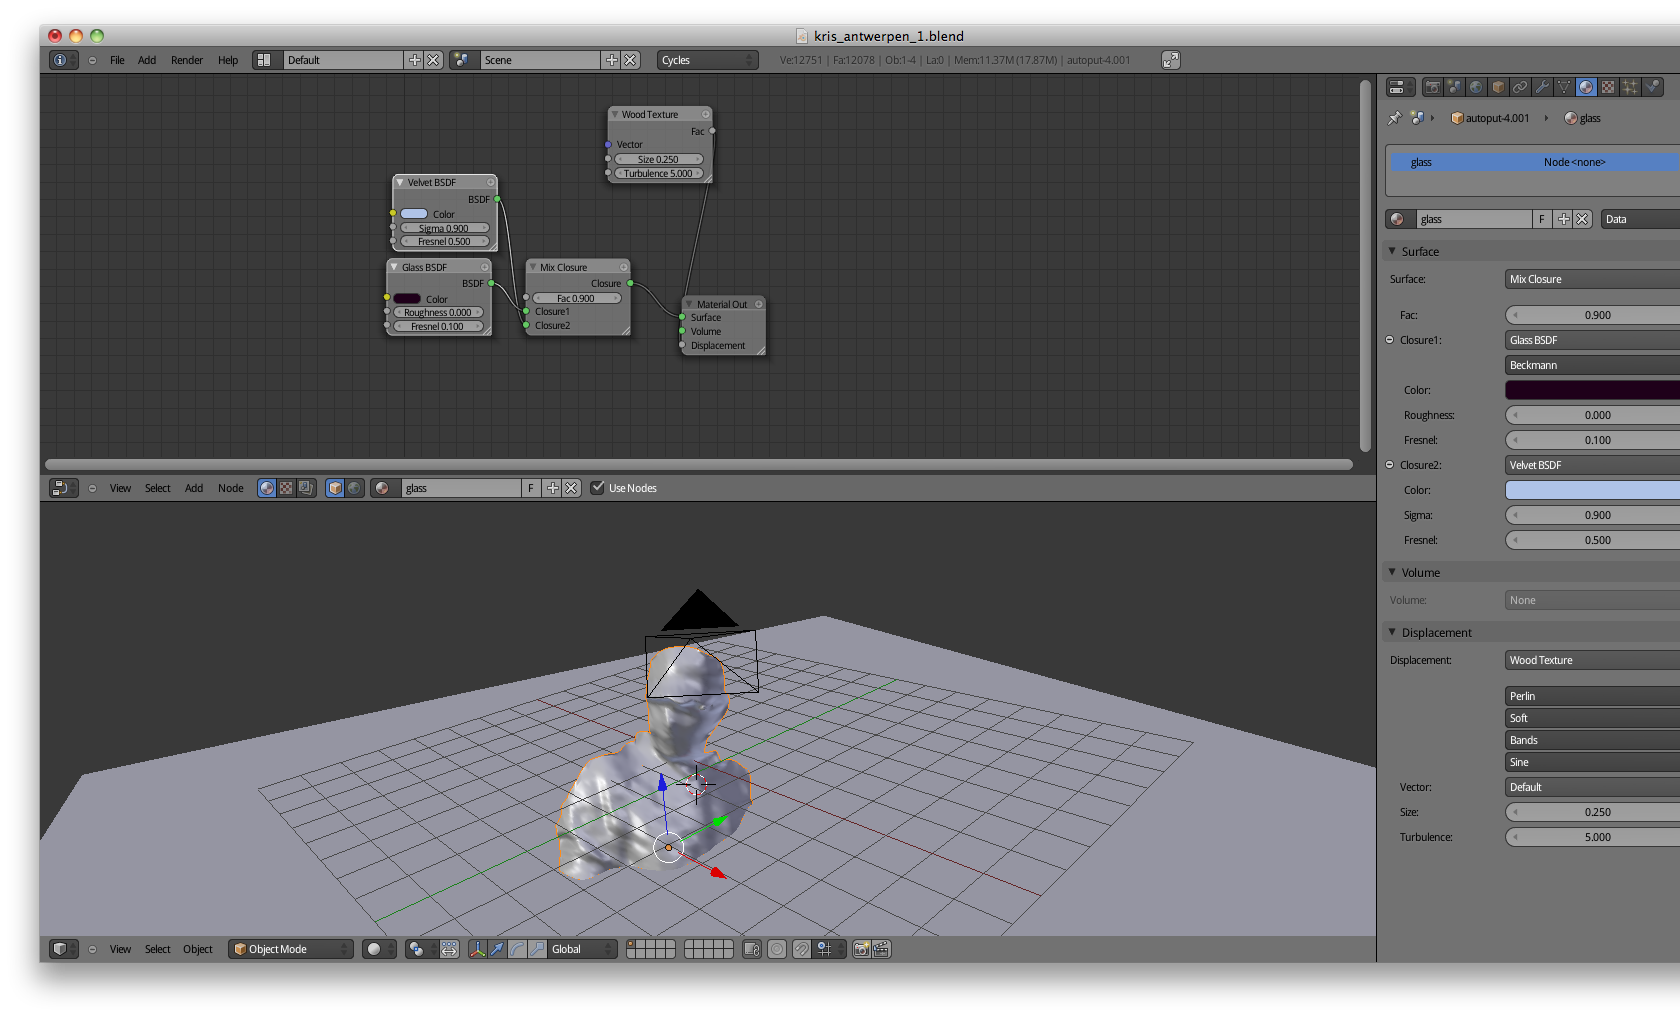 kris_antwerpen_1.blend
File Add Render Help Default Scene Cycles Ve:12751 | Fa:12078 | Ob:1-4 | La:0 | Mem:11.37M (17.87M) | autoput-4.001
Wood Texture
Fac
Vector
Size 0.250
Turbulence 5.000
Velvet BSDF
BSDF
Color
Sigma 0.900
Fresnel 0.500
Glass BSDF
BSDF
Color
Roughness 0.000
Fresnel 0.100
Mix Closure
Closure
Fac 0.900
Closure1
Closure2
Material Out
Surface
Volume
Displacement
View Select Add Node glass F Use Nodes
View Select Object Object Mode Global
autoput-4.001 glass
glass Node <none>
glass F Data
Surface
Surface: Mix Closure
Fac: 0.900
Closure1: Glass BSDF
Beckmann
Color:
Roughness: 0.000
Fresnel: 0.100
Closure2: Velvet BSDF
Color:
Sigma: 0.900
Fresnel: 0.500
Volume
Volume: None
Displacement
Displacement: Wood Texture
Perlin
Soft
Bands
Sine
Vector: Default
Size: 0.250
Turbulence: 5.000